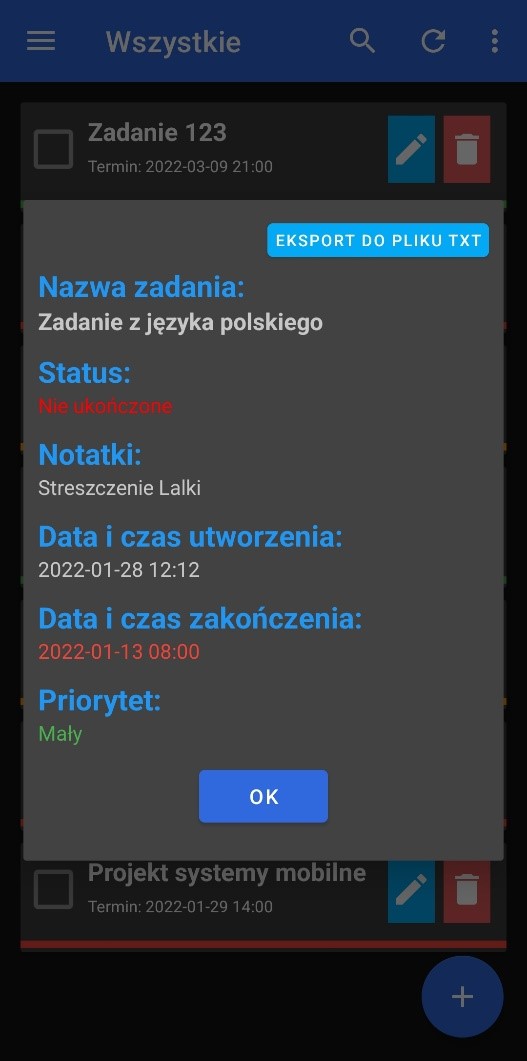 Wszystkie
Zadanie 123
Termin: 2022-03-09 21:00
EKSPORT DO PLIKU TXT
Nazwa zadania:
Zadanie z języka polskiego
Status:
Nie ukończone
Notatki:
Streszczenie Lalki
Data i czas utworzenia:
2022-01-28 12:12
Data i czas zakończenia:
2022-01-13 08:00
Priorytet:
Mały
OK
Projekt systemy mobilne
Termin: 2022-01-29 14:00